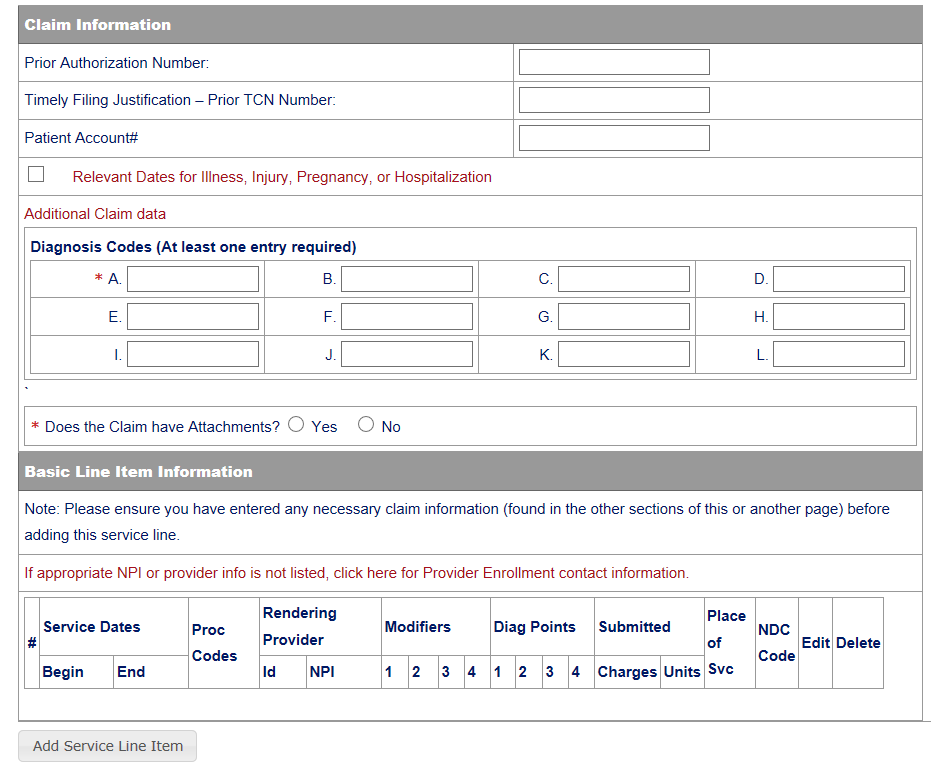 Claim Information
Prior Authorization Number:
Timely Filing Justification – Prior TCN Number:
Patient Account#
Relevant Dates for Illness, Injury, Pregnancy, or Hospitalization
Additional Claim data
Diagnosis Codes (At least one entry required)
* A. B. C. D.
E. F. G. H.
I. J. K. L.
`
* Does the Claim have Attachments? Yes No
Basic Line Item Information
Note: Please ensure you have entered any necessary claim information (found in the other sections of this or another page) before
adding this service line.
If appropriate NPI or provider info is not listed, click here for Provider Enrollment contact information.
# Service Dates Proc Codes Rendering Provider Modifiers Diag Points Submitted Place of Svc NDC Code Edit Delete
Begin End Id NPI 1 2 3 4 1 2 3 4 Charges Units
Add Service Line Item